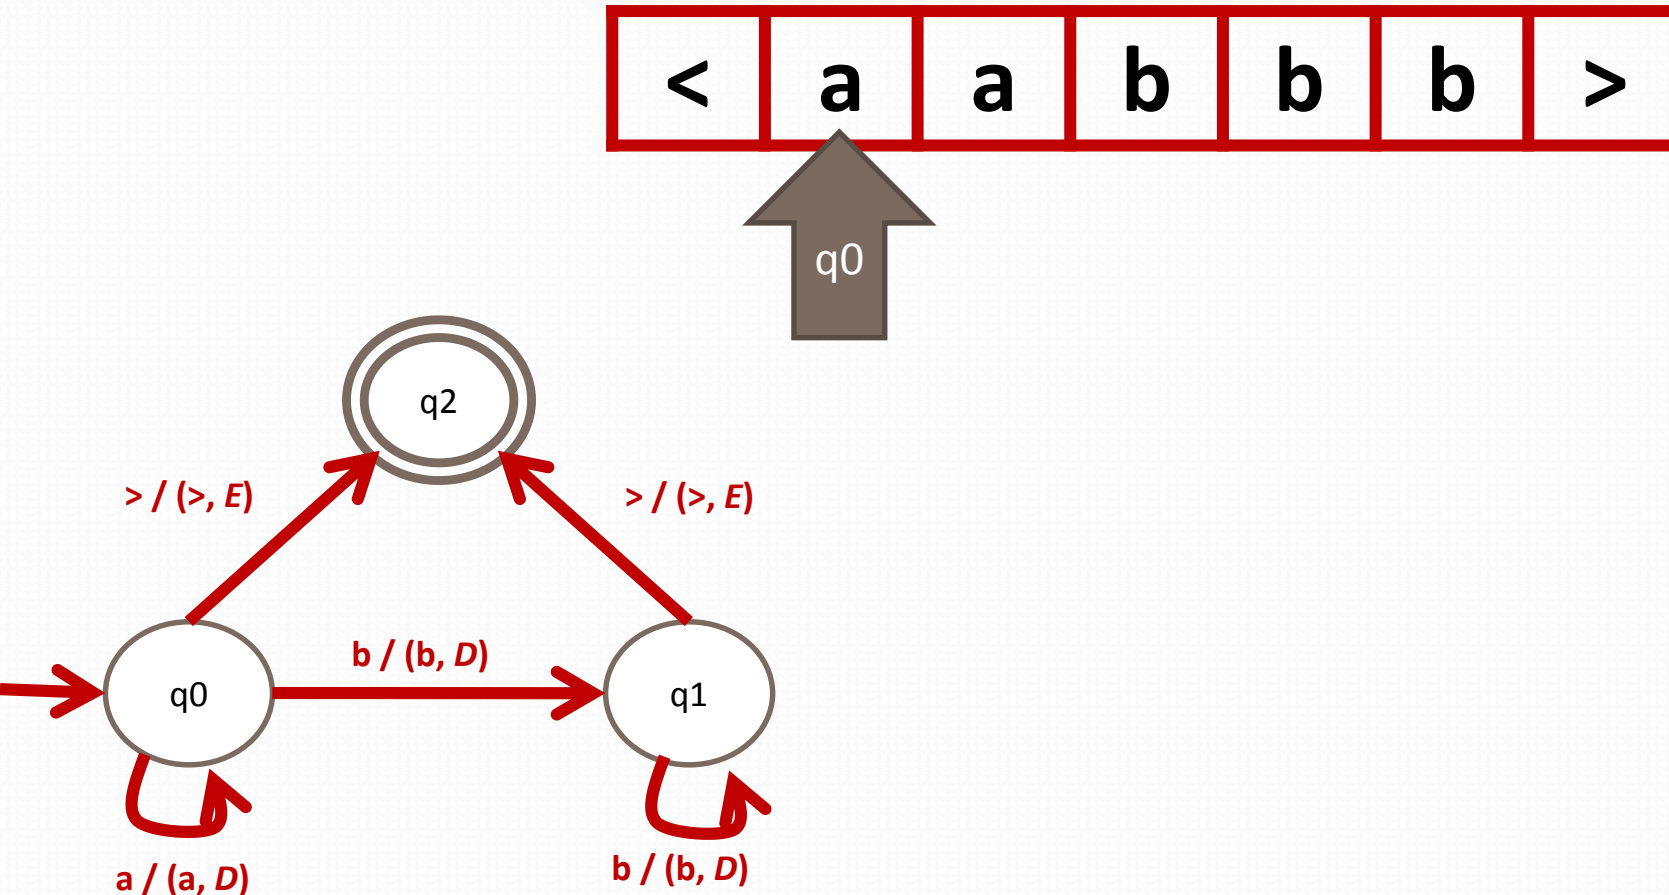 < a a b b b >
q0
q2
> / (>, E)
> / (>, E)
b / (b, D)
q0
q1
a / (a, D)
b / (b, D)